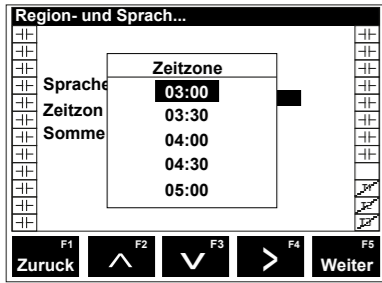 Region- und Sprach...
Zeitzone
Sprache
03:00
Zeitzon
03:30
Somme
04:00
04:30
05:00
F1 F2 F3 F4 F5
Zuruck Weiter